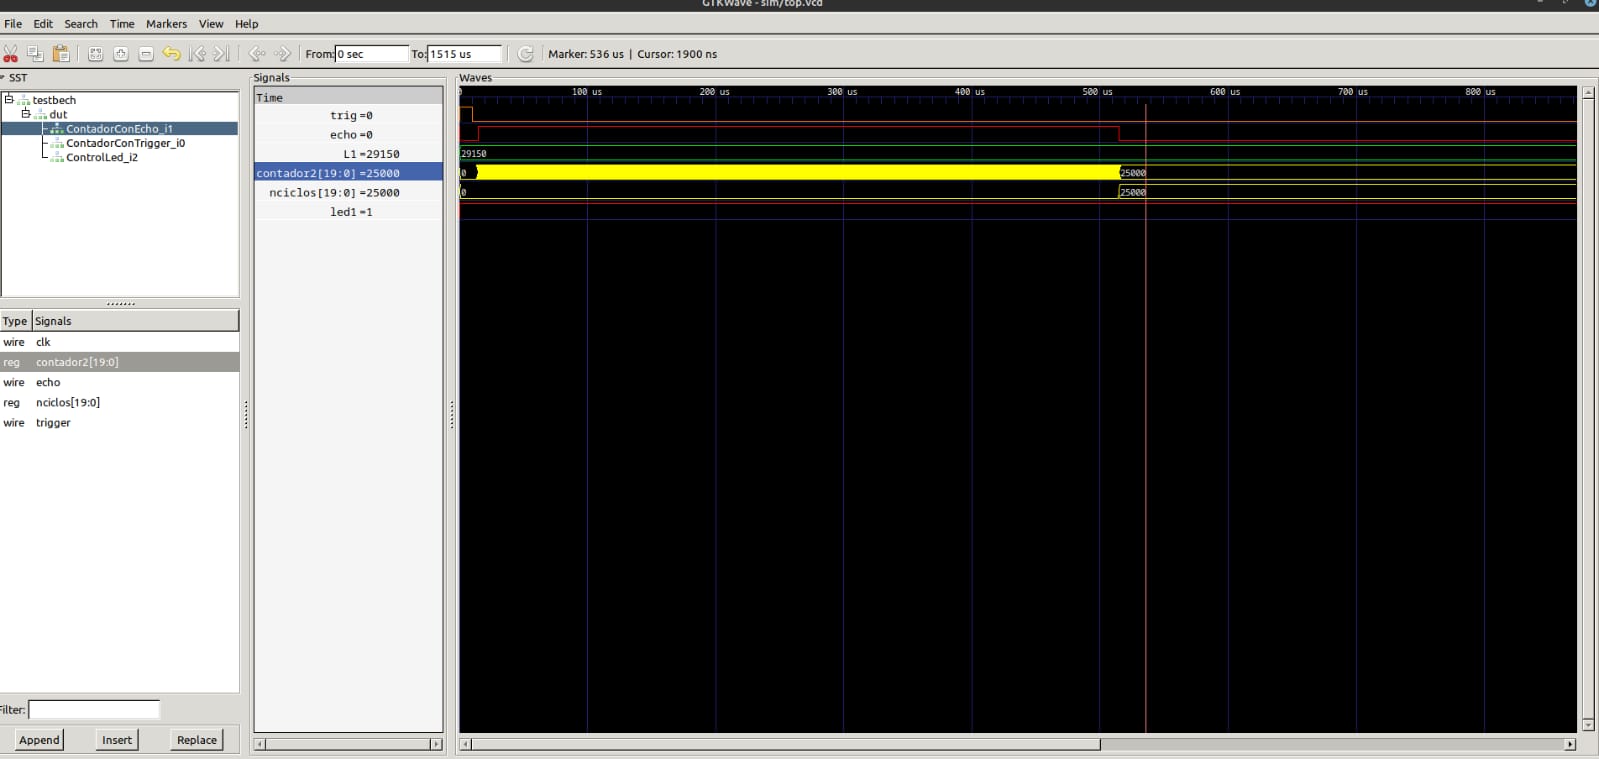 GTKWave - sim/top.vcd
File Edit Search Time Markers View Help
From: 0 sec To: 1515 us Marker: 536 us | Cursor: 1900 ns
SST
testbech
dut
ContadorConEcho_i1
ContadorConTrigger_i0
ControlLed_i2
Type Signals
wire clk
reg contador2[19:0]
wire echo
reg nciclos[19:0]
wire trigger
Filter:
Append Insert Replace
Signals
Time
trig =0
echo =0
L1 =29150
contador2[19:0] =25000
nciclos[19:0] =25000
led1 =1
Waves
0 100 us 200 us 300 us 400 us 500 us 600 us 700 us 800 us
29150
0 25000
0 25000